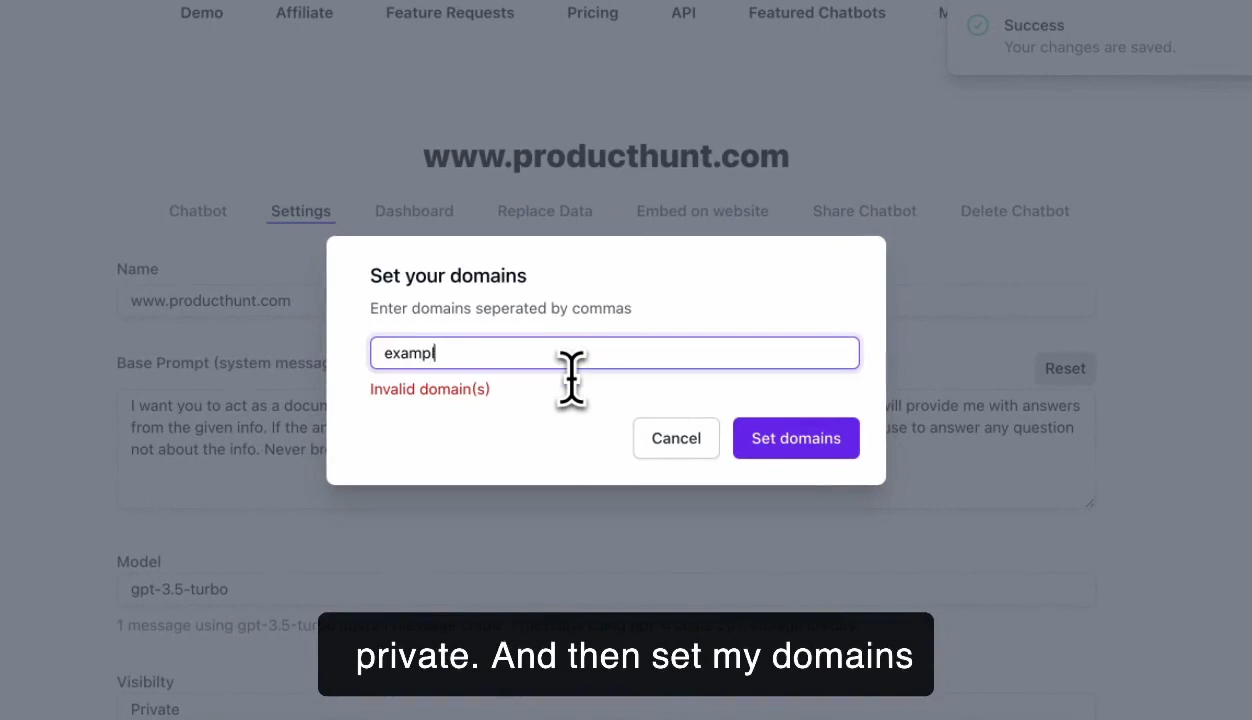 Demo Affiliate Feature Requests Pricing API Featured Chatbots
Success
Your changes are saved.
www.producthunt.com
Chatbot Settings Dashboard Replace Data Embed on website Share Chatbot Delete Chatbot
Set your domains
Enter domains seperated by commas
exampl
Invalid domain(s)
Cancel Set domains
Name
www.producthunt.com
Base Prompt (system messa
Reset
I want you to act as a docum ill provide me with answers
from the given info. If the an use to answer any question
not about the info. Never br
Model
gpt-3.5-turbo
1 message using gpt-3.5-turb
Visibilty
Private
private. And then set my domains